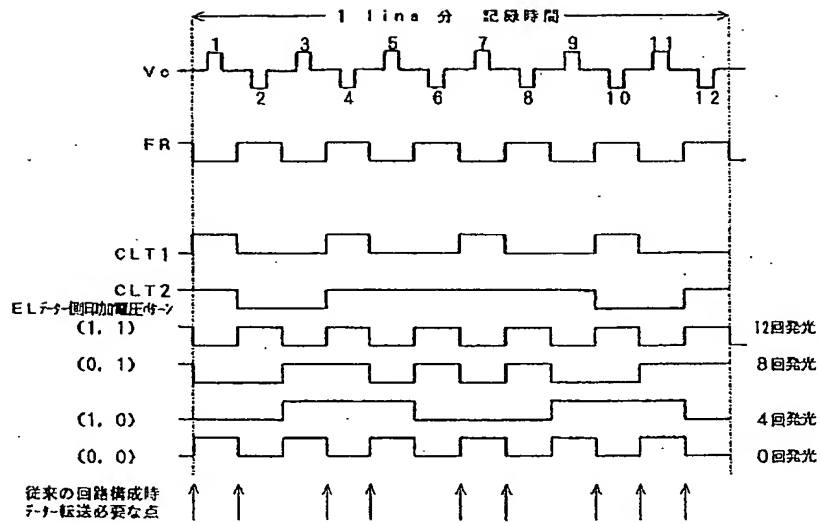 1 lina 分 記録時間
1 3 5 7 9 11
Vc
2 4 6 8 10 12
FR
CLT1
CLT2
ELデーター側印加電圧パターン
(1, 1) 12回発光
(0, 1) 8回発光
(1, 0) 4回発光
(0, 0) 0回発光
従来の回路構成時
データー転送必要な点